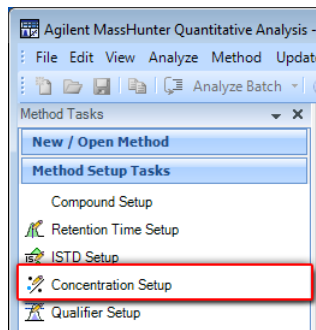 Agilent MassHunter Quantitative Analysis -
File Edit View Analyze Method Updat
Analyze Batch
Method Tasks
New / Open Method
Method Setup Tasks
Compound Setup
Retention Time Setup
ISTD Setup
Concentration Setup
Qualifier Setup